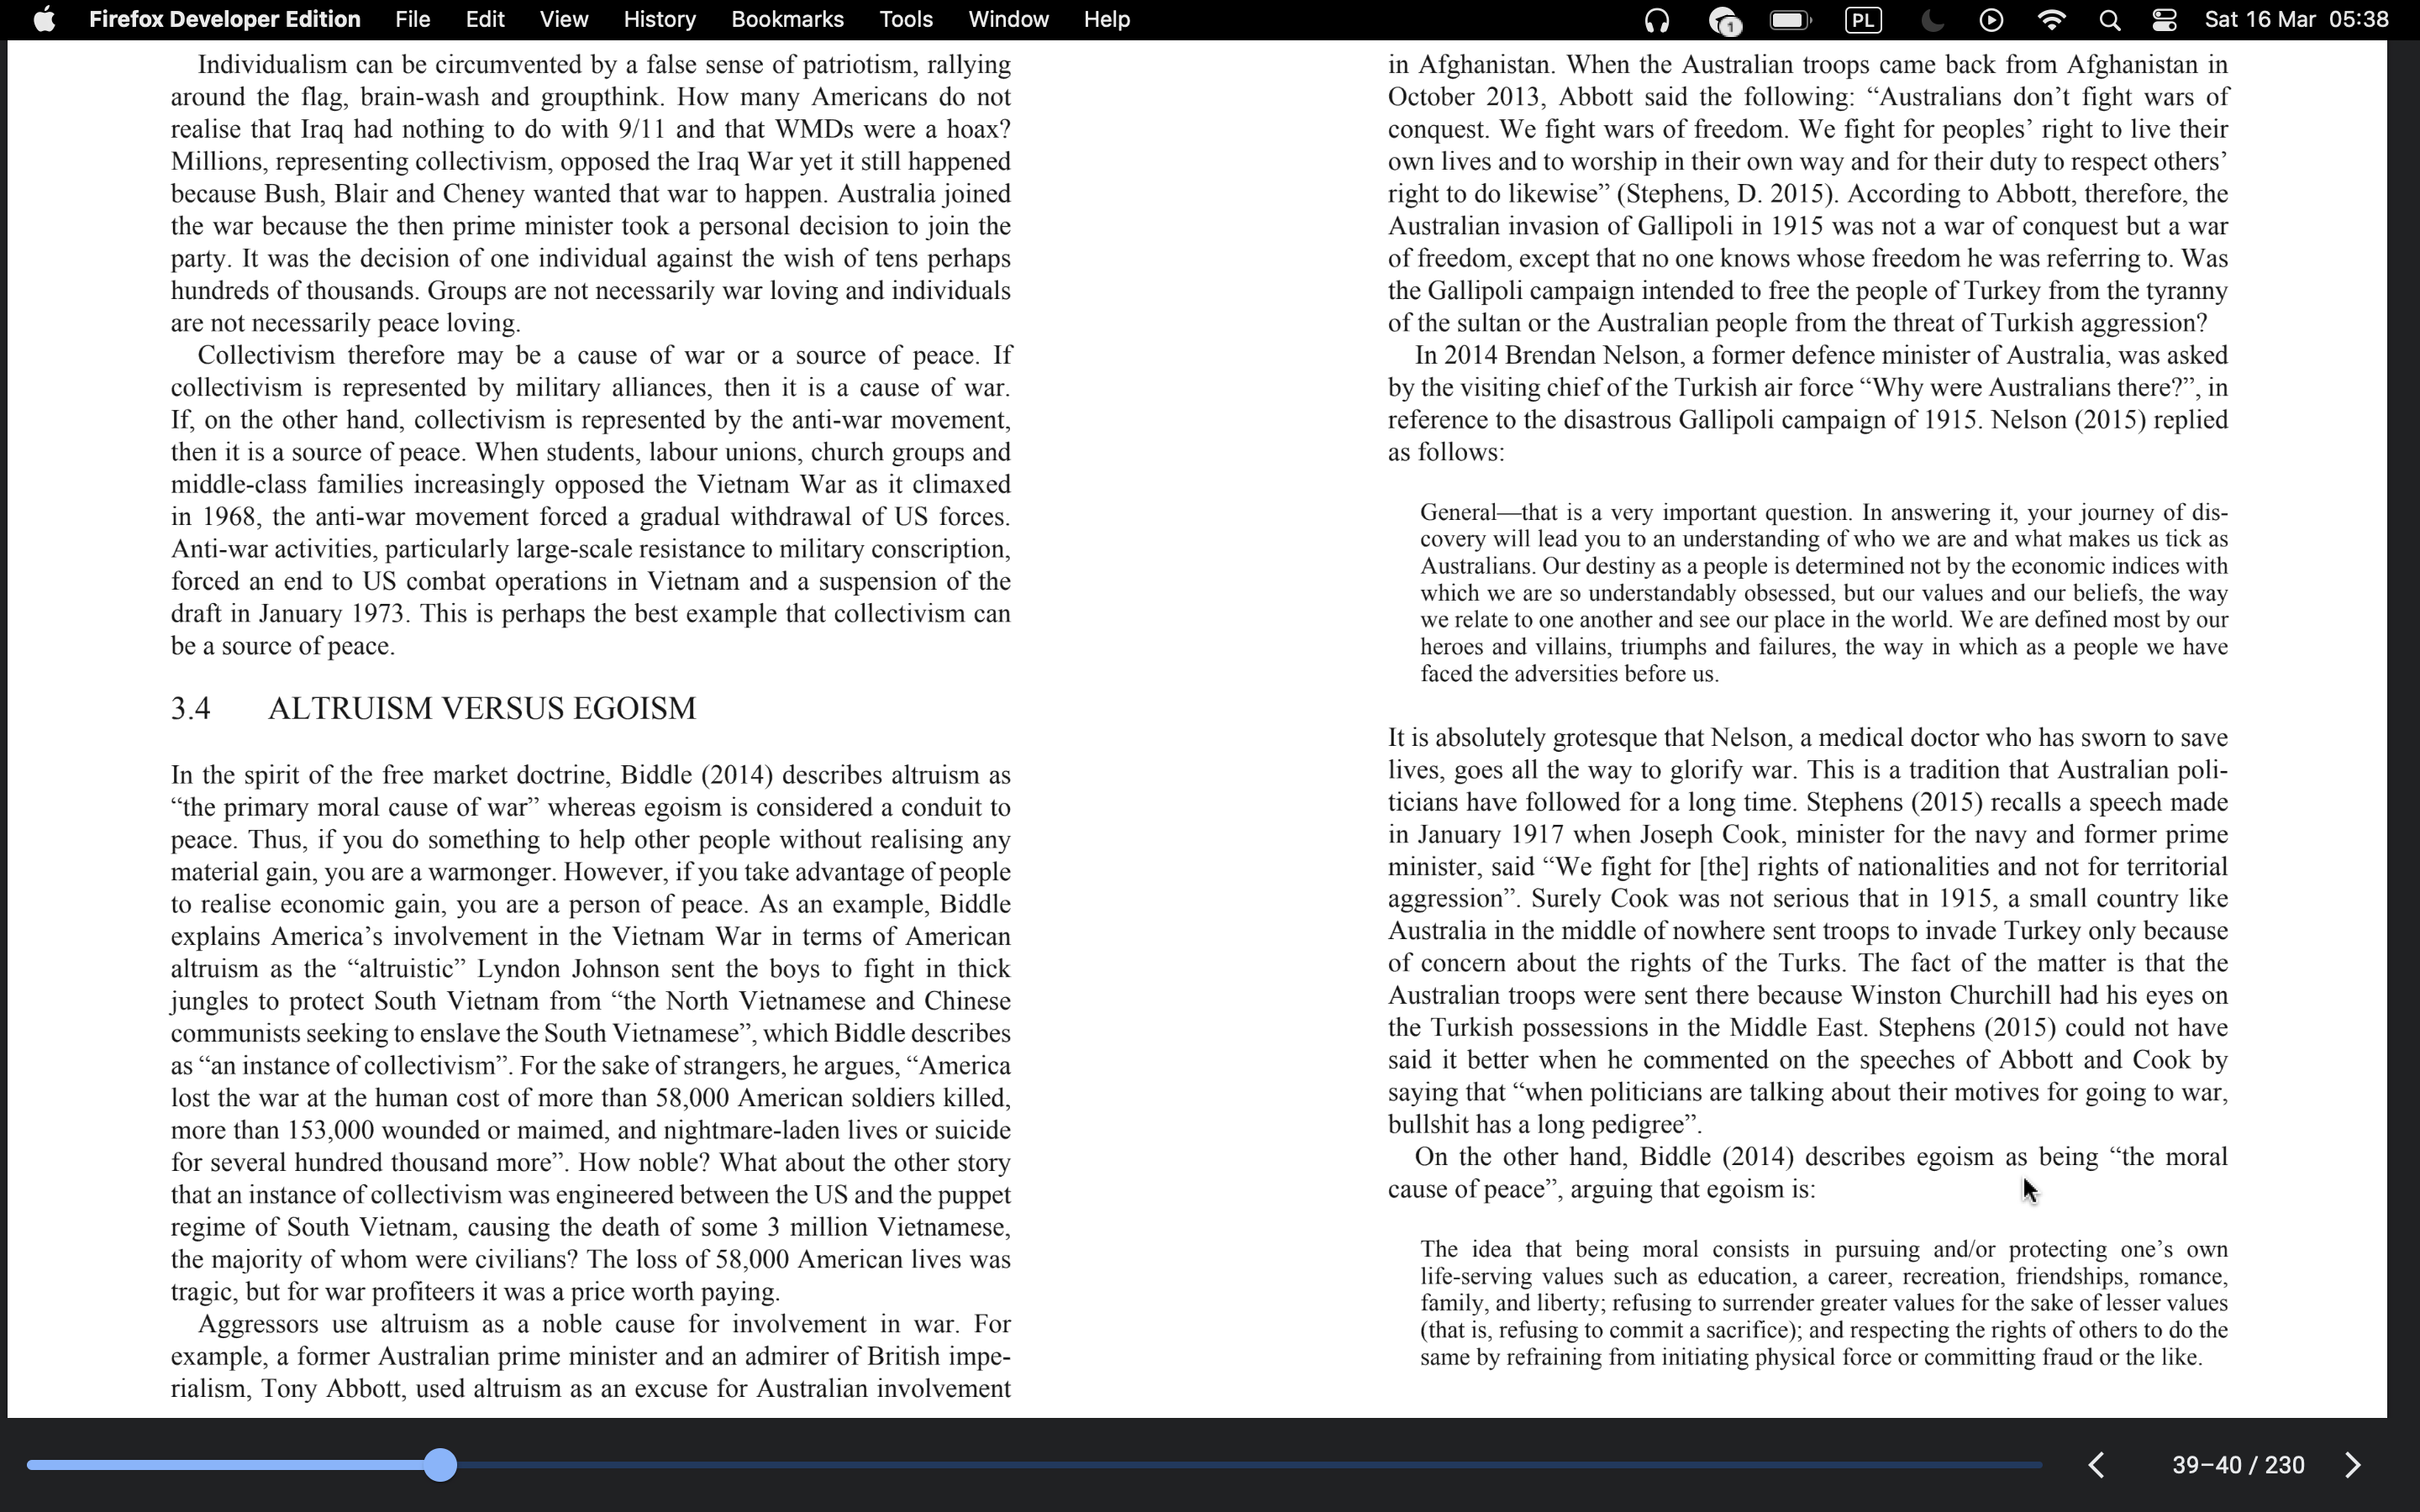 Firefox Developer Edition File Edit View History Bookmarks Tools Window Help 1 PL Sat 16 Mar 05:38
Individualism can be circumvented by a false sense of patriotism, rallying
around the flag, brain-wash and groupthink. How many Americans do not
realise that Iraq had nothing to do with 9/11 and that WMDs were a hoax?
Millions, representing collectivism, opposed the Iraq War yet it still happened
because Bush, Blair and Cheney wanted that war to happen. Australia joined
the war because the then prime minister took a personal decision to join the
party. It was the decision of one individual against the wish of tens perhaps
hundreds of thousands. Groups are not necessarily war loving and individuals
are not necessarily peace loving.
Collectivism therefore may be a cause of war or a source of peace. If
collectivism is represented by military alliances, then it is a cause of war.
If, on the other hand, collectivism is represented by the anti-war movement,
then it is a source of peace. When students, labour unions, church groups and
middle-class families increasingly opposed the Vietnam War as it climaxed
in 1968, the anti-war movement forced a gradual withdrawal of US forces.
Anti-war activities, particularly large-scale resistance to military conscription,
forced an end to US combat operations in Vietnam and a suspension of the
draft in January 1973. This is perhaps the best example that collectivism can
be a source of peace.
3.4 ALTRUISM VERSUS EGOISM
In the spirit of the free market doctrine, Biddle (2014) describes altruism as
“the primary moral cause of war” whereas egoism is considered a conduit to
peace. Thus, if you do something to help other people without realising any
material gain, you are a warmonger. However, if you take advantage of people
to realise economic gain, you are a person of peace. As an example, Biddle
explains America’s involvement in the Vietnam War in terms of American
altruism as the “altruistic” Lyndon Johnson sent the boys to fight in thick
jungles to protect South Vietnam from “the North Vietnamese and Chinese
communists seeking to enslave the South Vietnamese”, which Biddle describes
as “an instance of collectivism”. For the sake of strangers, he argues, “America
lost the war at the human cost of more than 58,000 American soldiers killed,
more than 153,000 wounded or maimed, and nightmare-laden lives or suicide
for several hundred thousand more”. How noble? What about the other story
that an instance of collectivism was engineered between the US and the puppet
regime of South Vietnam, causing the death of some 3 million Vietnamese,
the majority of whom were civilians? The loss of 58,000 American lives was
tragic, but for war profiteers it was a price worth paying.
Aggressors use altruism as a noble cause for involvement in war. For
example, a former Australian prime minister and an admirer of British impe-
rialism, Tony Abbott, used altruism as an excuse for Australian involvement
in Afghanistan. When the Australian troops came back from Afghanistan in
October 2013, Abbott said the following: “Australians don’t fight wars of
conquest. We fight wars of freedom. We fight for peoples’ right to live their
own lives and to worship in their own way and for their duty to respect others’
right to do likewise” (Stephens, D. 2015). According to Abbott, therefore, the
Australian invasion of Gallipoli in 1915 was not a war of conquest but a war
of freedom, except that no one knows whose freedom he was referring to. Was
the Gallipoli campaign intended to free the people of Turkey from the tyranny
of the sultan or the Australian people from the threat of Turkish aggression?
In 2014 Brendan Nelson, a former defence minister of Australia, was asked
by the visiting chief of the Turkish air force “Why were Australians there?”, in
reference to the disastrous Gallipoli campaign of 1915. Nelson (2015) replied
as follows:
General—that is a very important question. In answering it, your journey of dis-
covery will lead you to an understanding of who we are and what makes us tick as
Australians. Our destiny as a people is determined not by the economic indices with
which we are so understandably obsessed, but our values and our beliefs, the way
we relate to one another and see our place in the world. We are defined most by our
heroes and villains, triumphs and failures, the way in which as a people we have
faced the adversities before us.
It is absolutely grotesque that Nelson, a medical doctor who has sworn to save
lives, goes all the way to glorify war. This is a tradition that Australian poli-
ticians have followed for a long time. Stephens (2015) recalls a speech made
in January 1917 when Joseph Cook, minister for the navy and former prime
minister, said “We fight for [the] rights of nationalities and not for territorial
aggression”. Surely Cook was not serious that in 1915, a small country like
Australia in the middle of nowhere sent troops to invade Turkey only because
of concern about the rights of the Turks. The fact of the matter is that the
Australian troops were sent there because Winston Churchill had his eyes on
the Turkish possessions in the Middle East. Stephens (2015) could not have
said it better when he commented on the speeches of Abbott and Cook by
saying that “when politicians are talking about their motives for going to war,
bullshit has a long pedigree”.
On the other hand, Biddle (2014) describes egoism as being “the moral
cause of peace”, arguing that egoism is:
The idea that being moral consists in pursuing and/or protecting one’s own
life-serving values such as education, a career, recreation, friendships, romance,
family, and liberty; refusing to surrender greater values for the sake of lesser values
(that is, refusing to commit a sacrifice); and respecting the rights of others to do the
same by refraining from initiating physical force or committing fraud or the like.
39–40 / 230